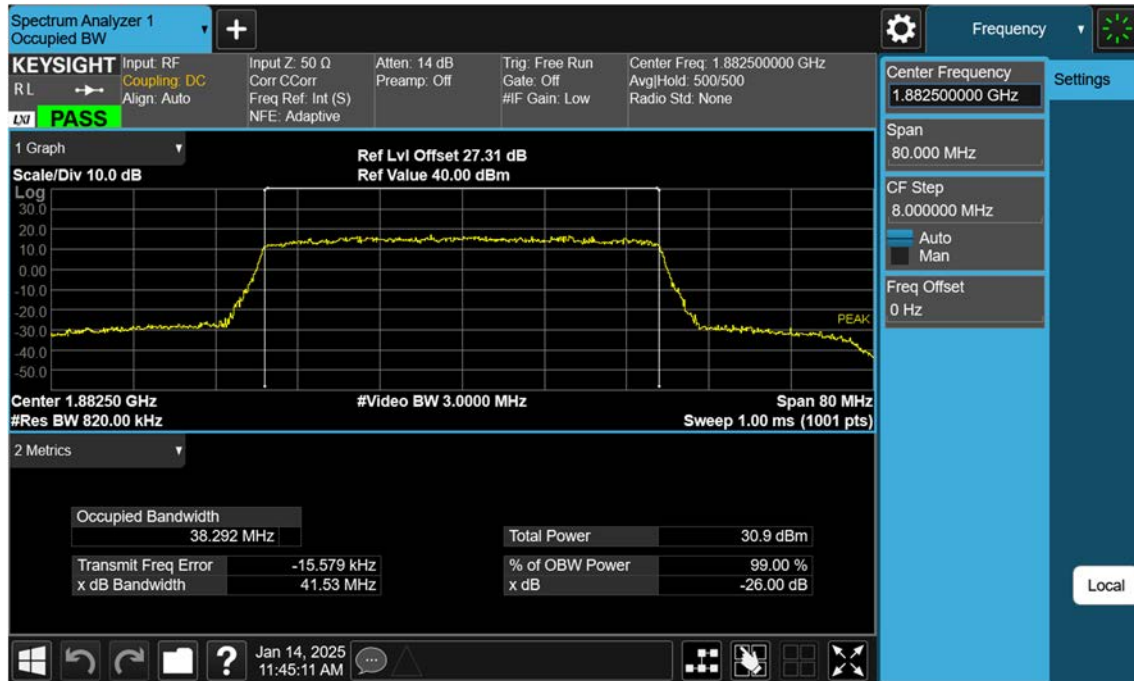 Spectrum Analyzer 1
Occupied BW
+
Frequency
KEYSIGHT
RL
LXI PASS
Input: RF
Coupling: DC
Align: Auto
Input Z: 50 Ω
Corr CCorr
Freq Ref: Int (S)
NFE: Adaptive
Atten: 14 dB
Preamp: Off
Trig: Free Run
Gate: Off
#IF Gain: Low
Center Freq: 1.882500000 GHz
Avg|Hold: 500/500
Radio Std: None
Center Frequency
1.882500000 GHz
Settings
Span
80.000 MHz
CF Step
8.000000 MHz
Auto
Man
Freq Offset
0 Hz
Local
1 Graph
Scale/Div 10.0 dB
Ref Lvl Offset 27.31 dB
Ref Value 40.00 dBm
Log
30.0
20.0
10.0
0.00
-10.0
-20.0
-30.0
-40.0
-50.0
PEAK
Center 1.88250 GHz
#Video BW 3.0000 MHz
Span 80 MHz
#Res BW 820.00 kHz
Sweep 1.00 ms (1001 pts)
2 Metrics
Occupied Bandwidth
38.292 MHz
Total Power 30.9 dBm
Transmit Freq Error -15.579 kHz
% of OBW Power 99.00 %
x dB Bandwidth 41.53 MHz
x dB -26.00 dB
?
Jan 14, 2025
11:45:11 AM